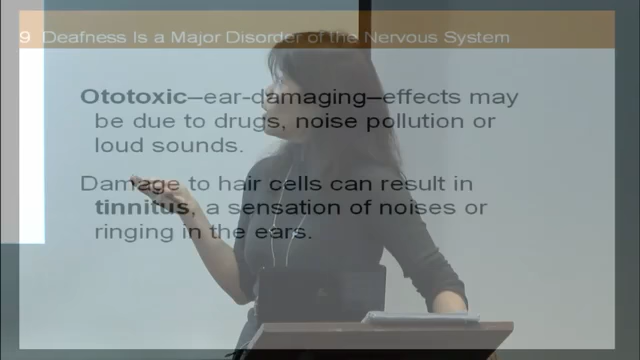 9 Deafness Is a Major Disorder of the Nervous System
Ototoxic—ear-damaging—effects may
be due to drugs, noise pollution or
loud sounds.
Damage to hair cells can result in
tinnitus, a sensation of noises or
ringing in the ears.